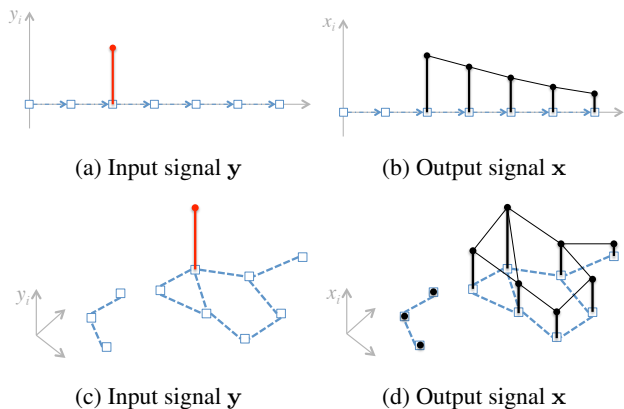 y_i
x_i
(a) Input signal y
(b) Output signal x
y_i
x_i
(c) Input signal y
(d) Output signal x